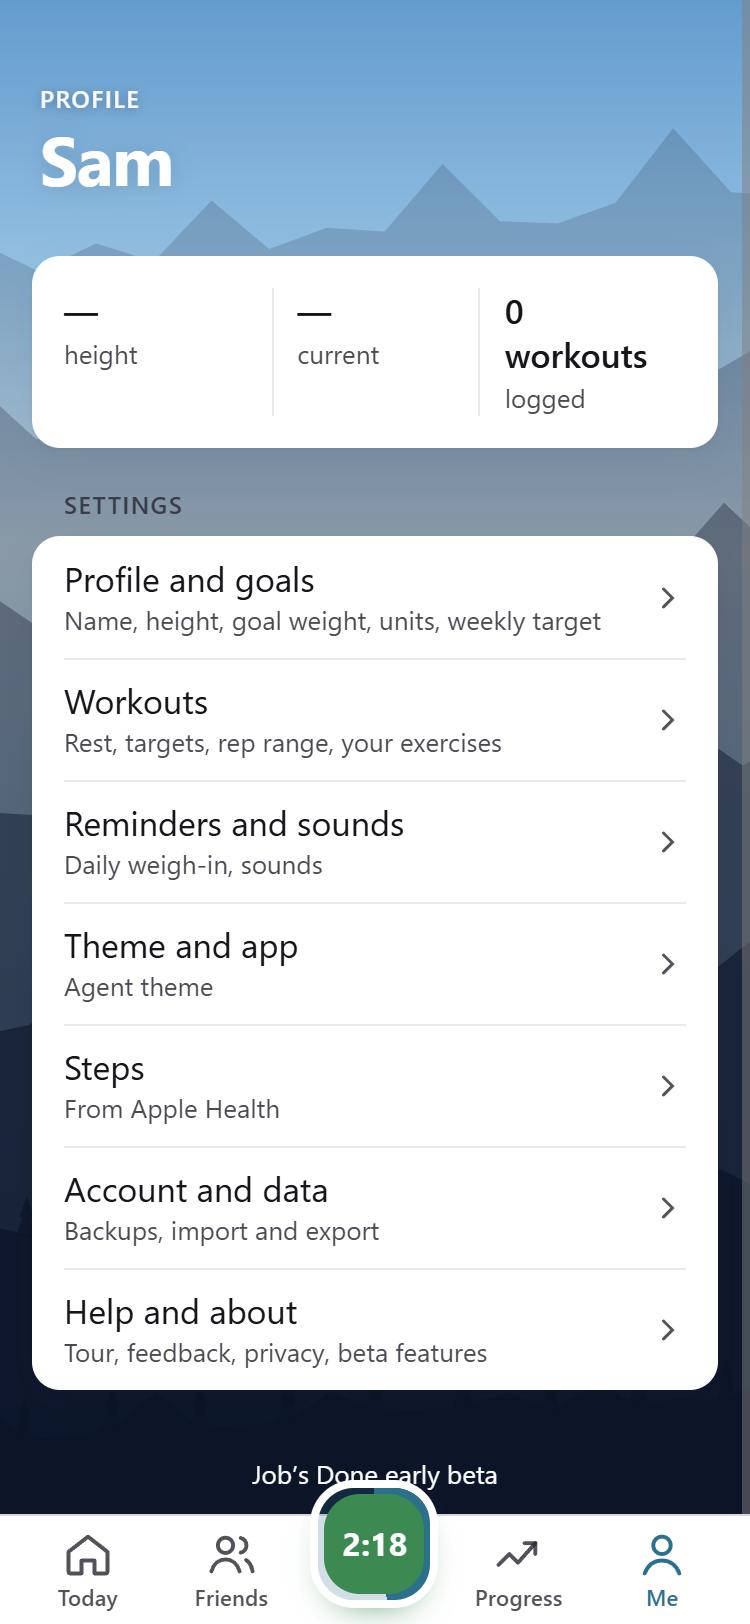 PROFILE
Sam
—
height
—
current
0
workouts
logged
SETTINGS
Profile and goals
Name, height, goal weight, units, weekly target
Workouts
Rest, targets, rep range, your exercises
Reminders and sounds
Daily weigh-in, sounds
Theme and app
Agent theme
Steps
From Apple Health
Account and data
Backups, import and export
Help and about
Tour, feedback, privacy, beta features
Job’s Done early beta
2:18
Today
Friends
Progress
Me